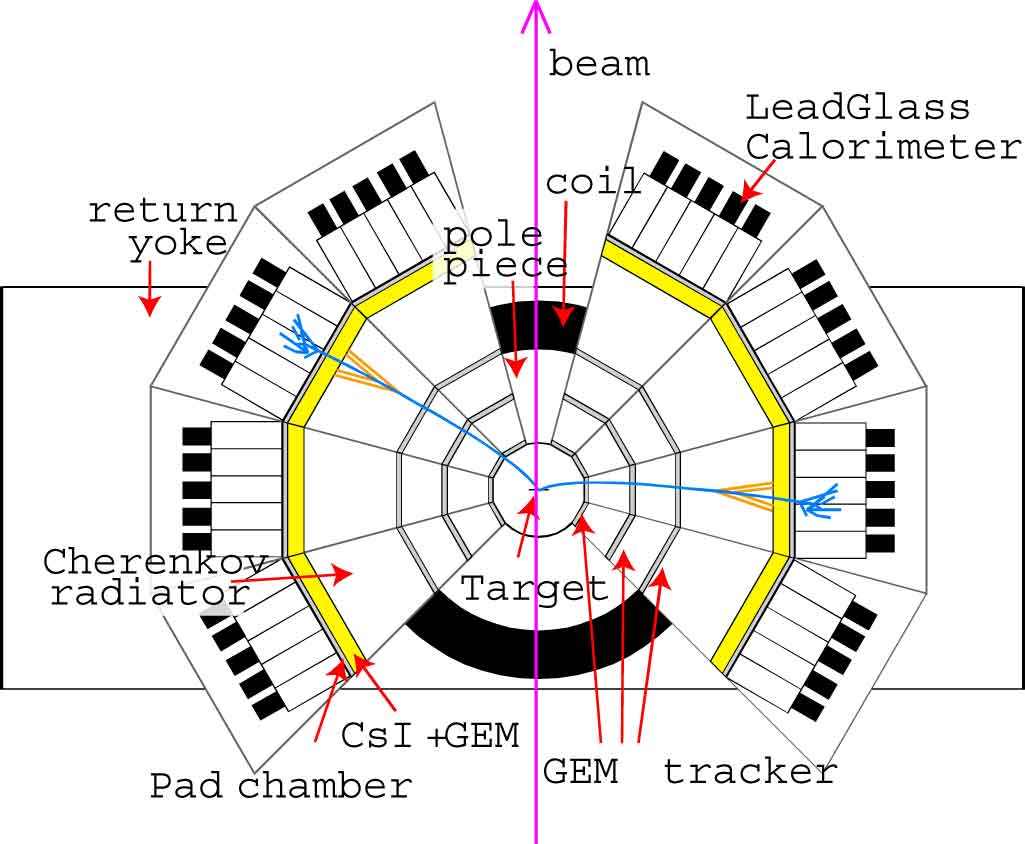 beam
LeadGlass
Calorimeter
coil
return
yoke
pole
piece
Cherenkov
radiator
Target
CsI +GEM
GEM tracker
Pad chamber